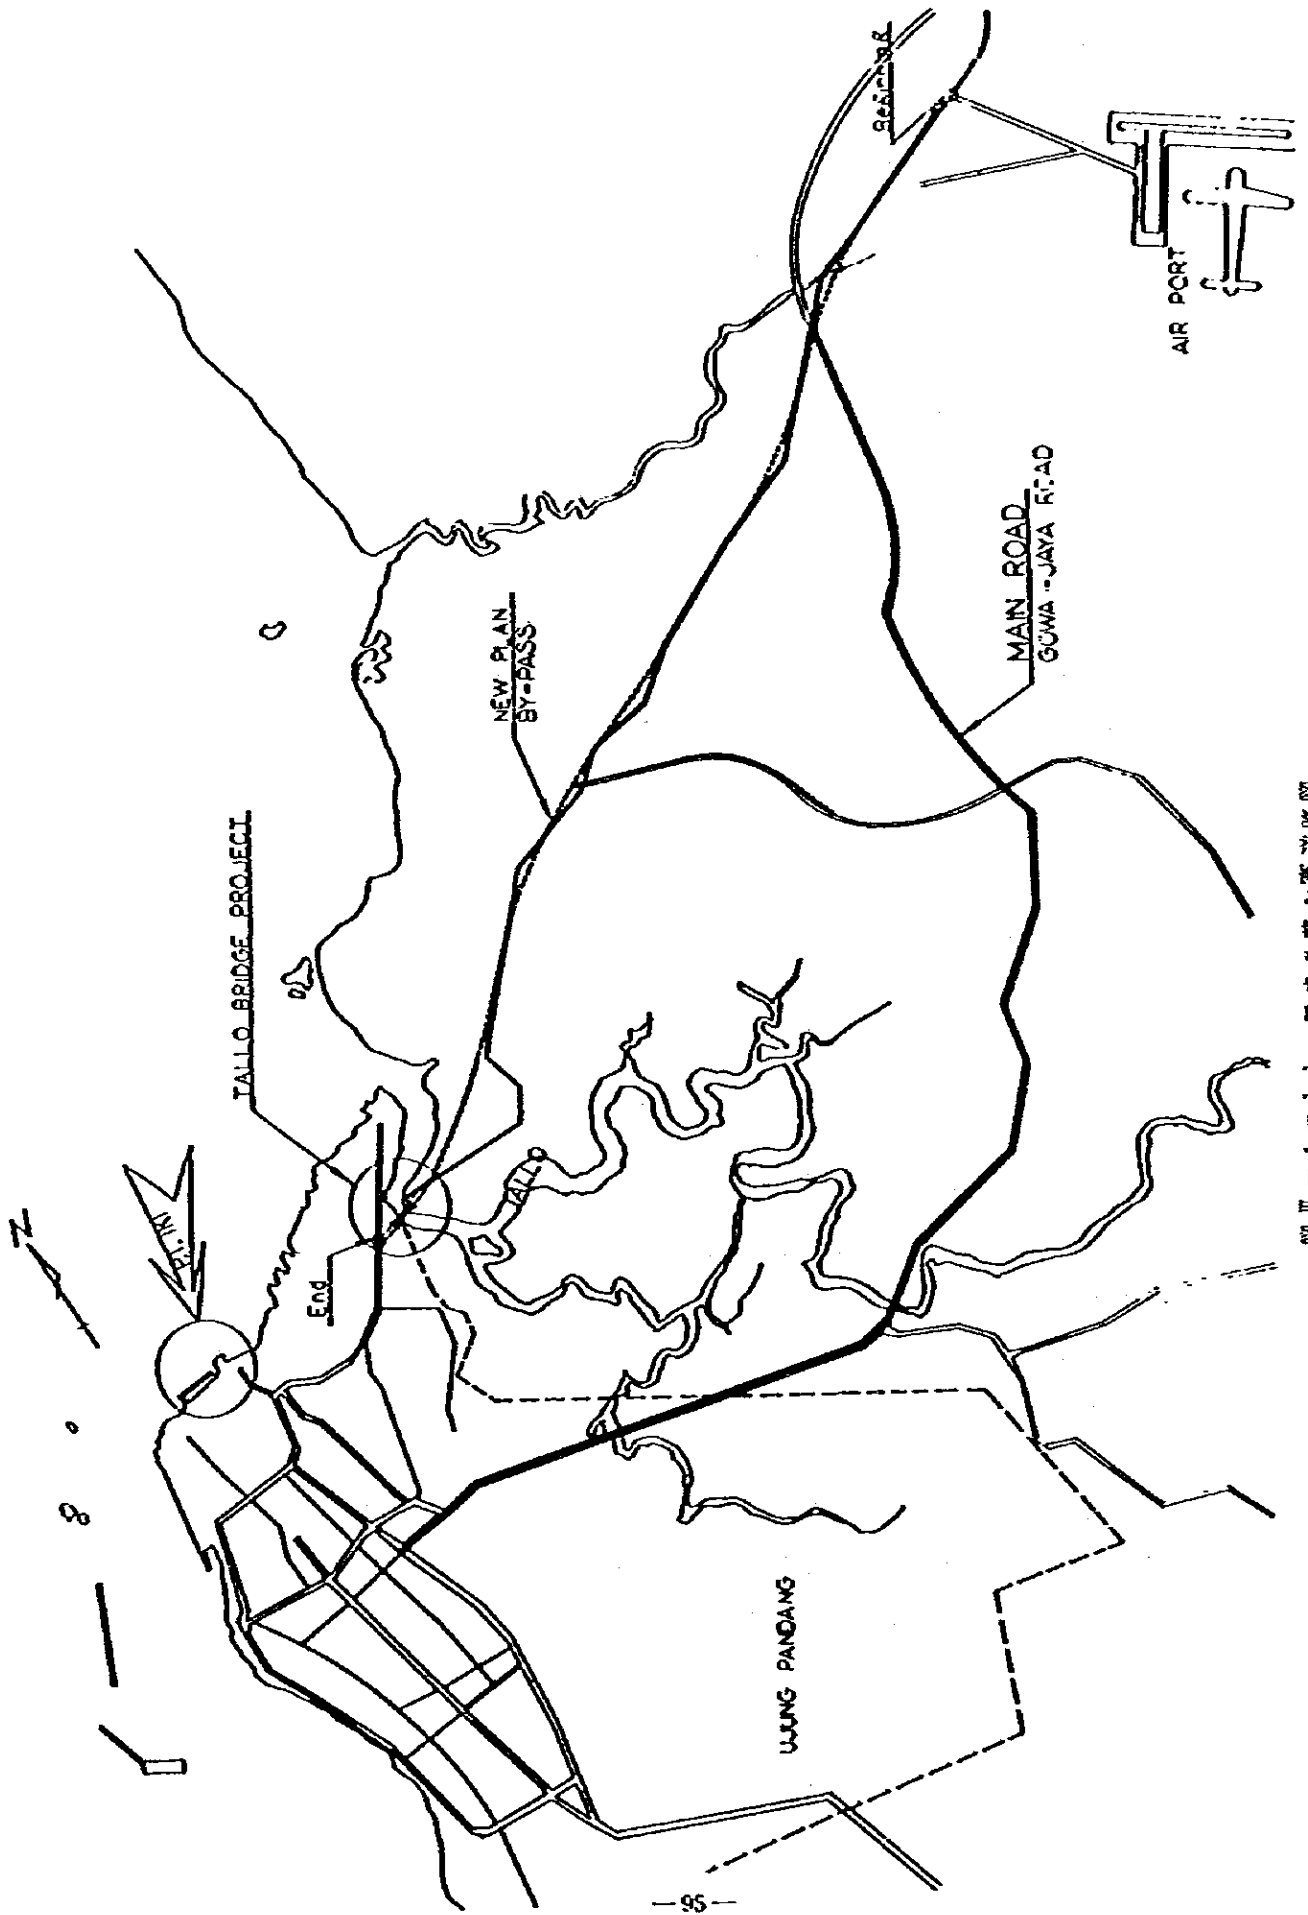 N
P.T. IKI
TALLO BRIDGE PROJECT
End
TALLO
NEW PLAN
BY-PASS
MAIN ROAD
GOWA-JAYA ROAD
AIR PORT
UJUNG PANDANG
—95—